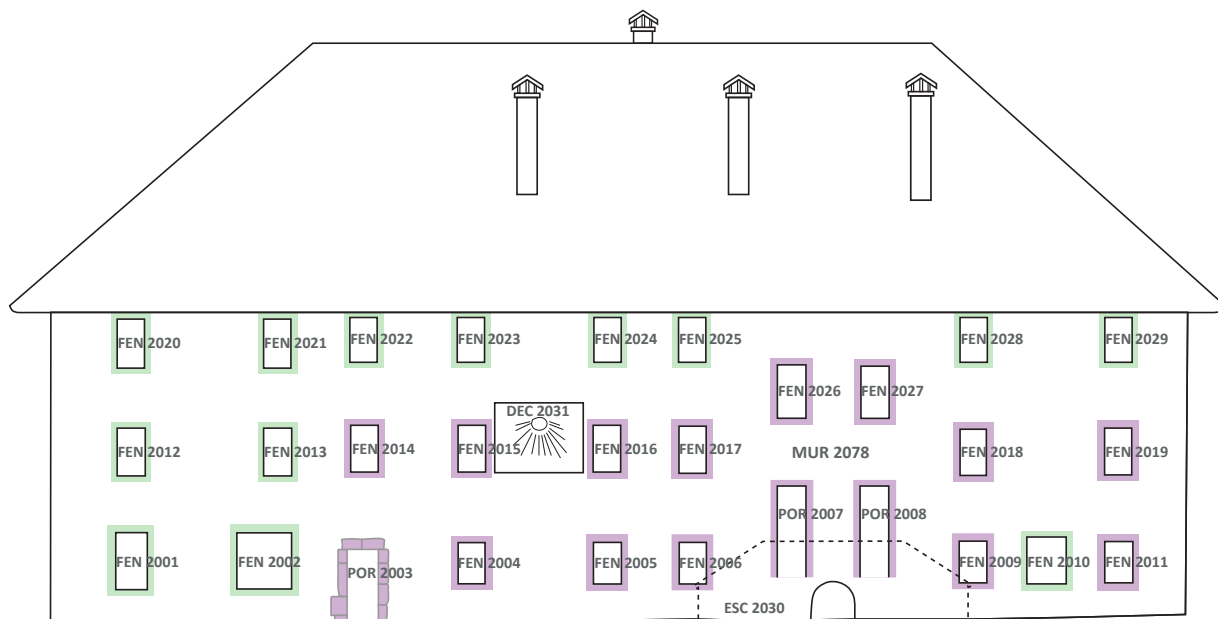 FEN 2020
FEN 2021
FEN 2022
FEN 2023
FEN 2024
FEN 2025
FEN 2028
FEN 2029
FEN 2026
FEN 2027
DEC 2031
FEN 2012
FEN 2013
FEN 2014
FEN 2015
FEN 2016
FEN 2017
MUR 2078
FEN 2018
FEN 2019
POR 2007
POR 2008
FEN 2001
FEN 2002
POR 2003
FEN 2004
FEN 2005
FEN 2006
FEN 2009
FEN 2010
FEN 2011
ESC 2030